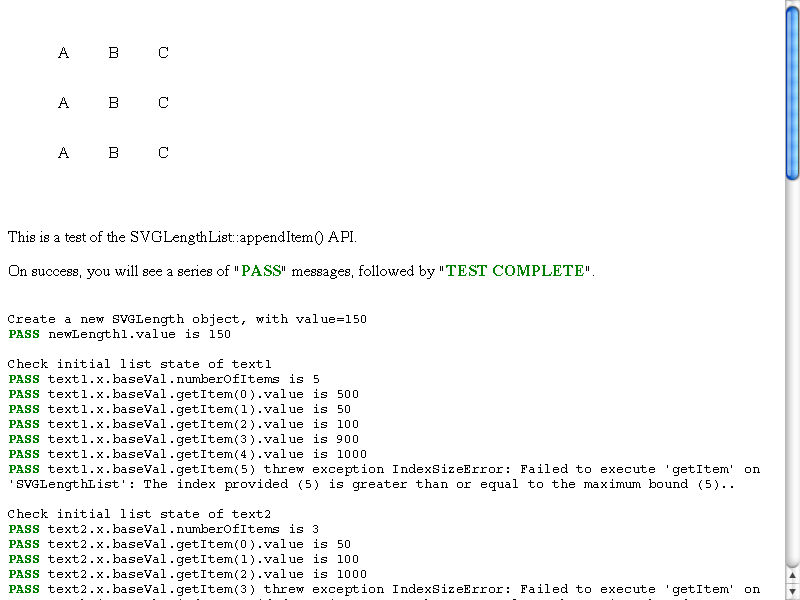 A B C
A B C
A B C
This is a test of the SVGLengthList::appendItem() API.
On success, you will see a series of "PASS" messages, followed by "TEST COMPLETE".
Create a new SVGLength object, with value=150
PASS newLength1.value is 150
Check initial list state of text1
PASS text1.x.baseVal.numberOfItems is 5
PASS text1.x.baseVal.getItem(0).value is 500
PASS text1.x.baseVal.getItem(1).value is 50
PASS text1.x.baseVal.getItem(2).value is 100
PASS text1.x.baseVal.getItem(3).value is 900
PASS text1.x.baseVal.getItem(4).value is 1000
PASS text1.x.baseVal.getItem(5) threw exception IndexSizeError: Failed to execute 'getItem' on
'SVGLengthList': The index provided (5) is greater than or equal to the maximum bound (5)..
Check initial list state of text2
PASS text2.x.baseVal.numberOfItems is 3
PASS text2.x.baseVal.getItem(0).value is 50
PASS text2.x.baseVal.getItem(1).value is 100
PASS text2.x.baseVal.getItem(2).value is 1000
PASS text2.x.baseVal.getItem(3) threw exception IndexSizeError: Failed to execute 'getItem' on